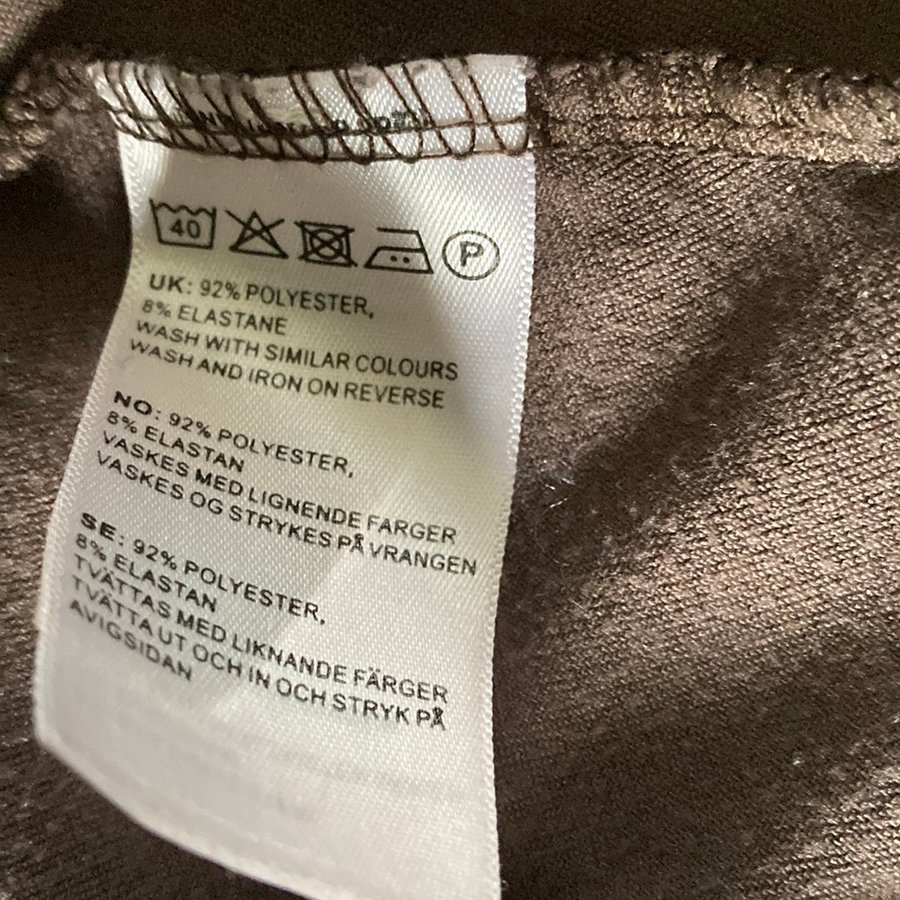 40
P
UK: 92% POLYESTER,
8% ELASTANE
WASH WITH SIMILAR COLOURS
WASH AND IRON ON REVERSE
NO: 92% POLYESTER,
8% ELASTAN
VASKES MED LIGNENDE FARGER
VASKES OG STRYKES PÅ VRANGEN
SE: 92% POLYESTER,
8% ELASTAN
TVÄTTAS MED LIKNANDE FÄRGER
TVÄTTA UT OCH IN OCH STRYK PÅ
AVIGSIDAN